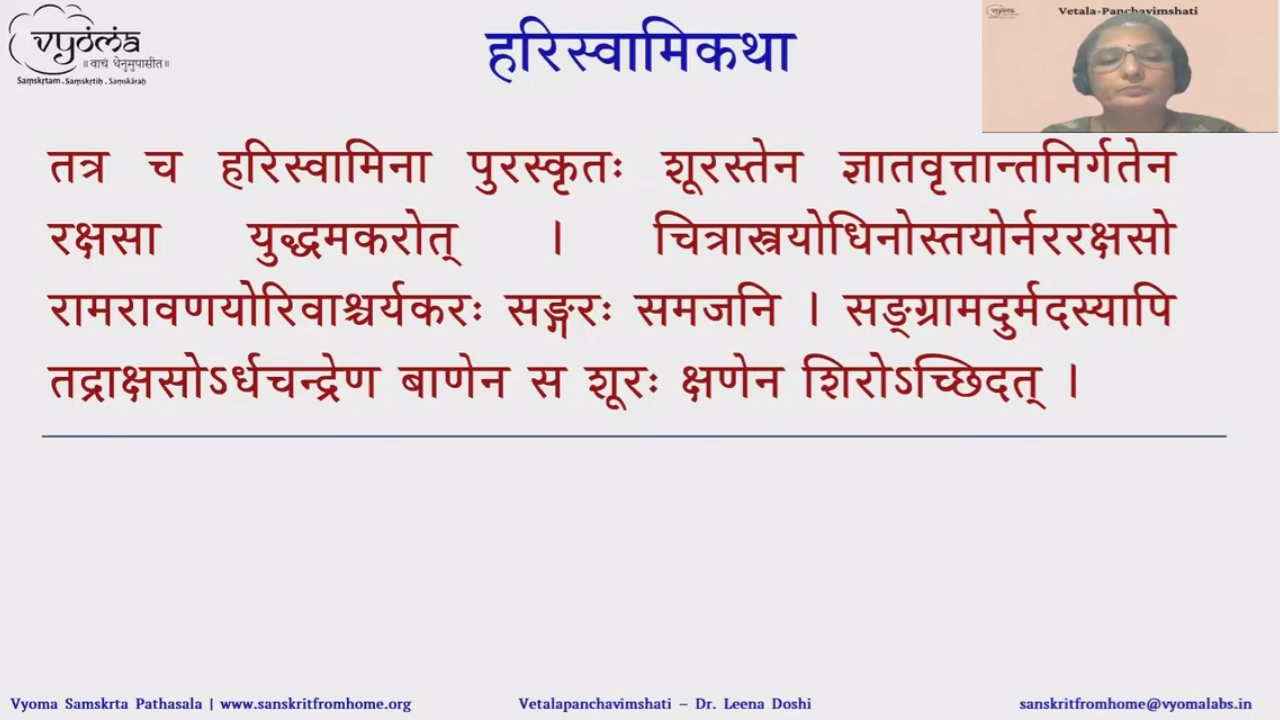 vyoma
॥ वाचं धेनुमुपासीत॥
Saṃskṛtam . Saṃskṛtiḥ . Saṃskāraḥ
हरिस्वामिकथा
Vetala-Panchavimshati
तत्र च हरिस्वामिना पुरस्कृतः शूरस्तेन ज्ञातवृत्तान्तनिर्गतेन
रक्षसा युद्धमकरोत् । चित्रास्त्रयोधिनोस्तयोर्नररक्षसो
रामरावणयोरिवाश्चर्यकरः सङ्गरः समजनि । सङ्ग्रामदुर्मदस्यापि
तद्राक्षसोऽर्धचन्द्रेण बाणेन स शूरः क्षणेन शिरोऽच्छिदत् ।
Vyoma Samskrta Pathasala | www.sanskritfromhome.org
Vetalapanchavimshati – Dr. Leena Doshi
sanskritfromhome@vyomalabs.in